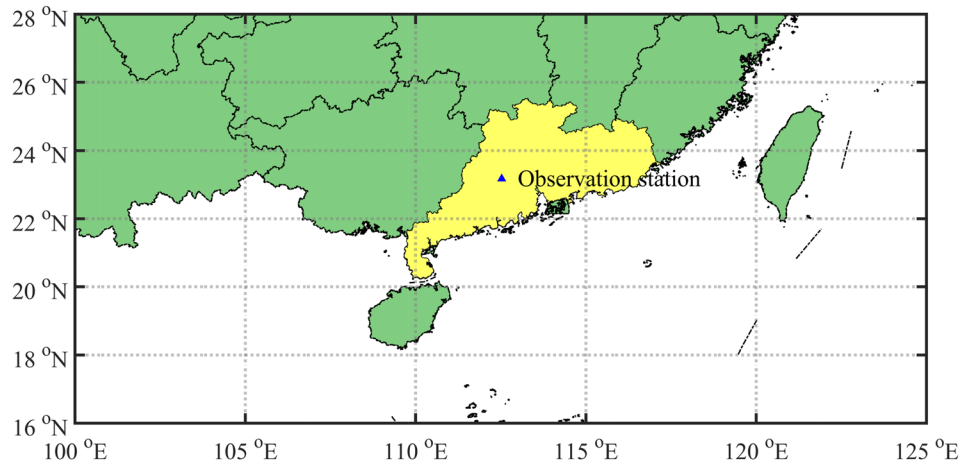 28 °N
26 °N
24 °N
Observation station
22 °N
20 °N
18 °N
16 °N
100 °E
105 °E
110 °E
115 °E
120 °E
125 °E